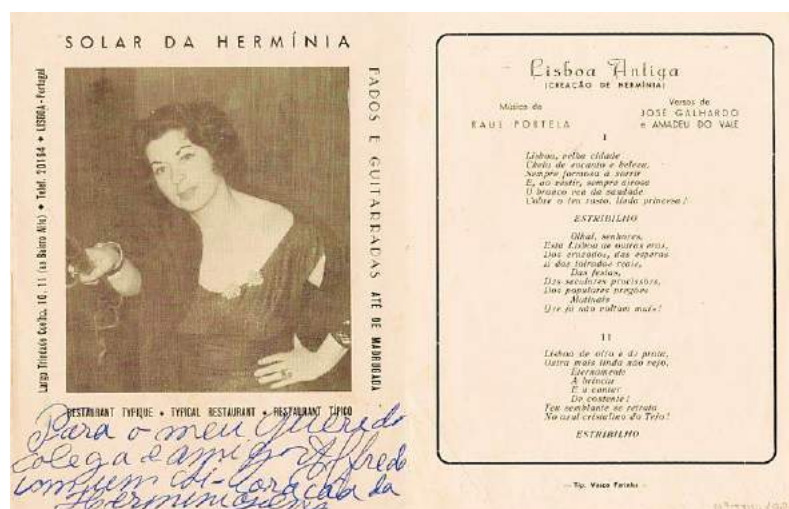 SOLAR DA HERMÍNIA
Largo Trindade Coelho, 10, 11 (ao Bairro Alto) ♦ Telef. 20164 ♦ LISBOA - Portugal
FADOS E GUITARRADAS ATÉ DE MADRUGADA
RESTAURANT TYPIQUE ♦ TYPICAL RESTAURANT ♦ RESTAURANT TÍPICO
Para o meu Querido
colega e amigo Alfredo
com um
da
Lisboa Antiga
(CREAÇÃO DE HERMÍNIA)
Música de
RAUL PORTELA
Versos de
JOSÉ GALHARDO
e AMADEU DO VALE
I
Lisboa, velha cidade
Cheia de encanto e beleza,
Sempre formosa a sorrir
E, ao vestir, sempre airosa
O branco veu da saudade
Cobre o teu rosto, linda princesa!
ESTRIBILHO
Olhai, senhores,
Esta Lisboa de outras eras,
Dos cruzados, das esperas
E das toiradas reais,
Das festas,
Das seculares procissões,
Dos populares pregões
Matinais
Que já não voltam mais!
II
Lisboa de oiro e de prata,
Outra mais linda não vejo,
Eternamente
A brincar
E a cantar
De contente!
Teu semblante se retrata
No azul cristalino do Tejo!
ESTRIBILHO
— Tip. Vasco Farinha —